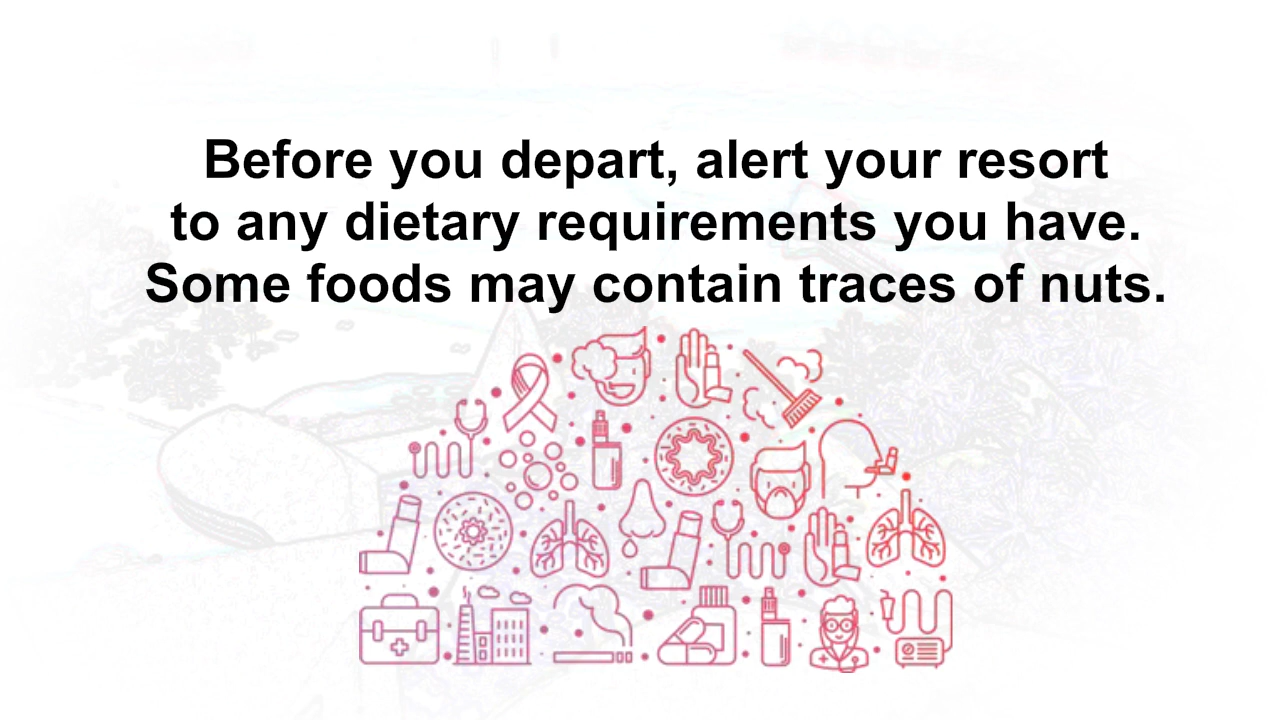 Before you depart, alert your resort
to any dietary requirements you have.
Some foods may contain traces of nuts.